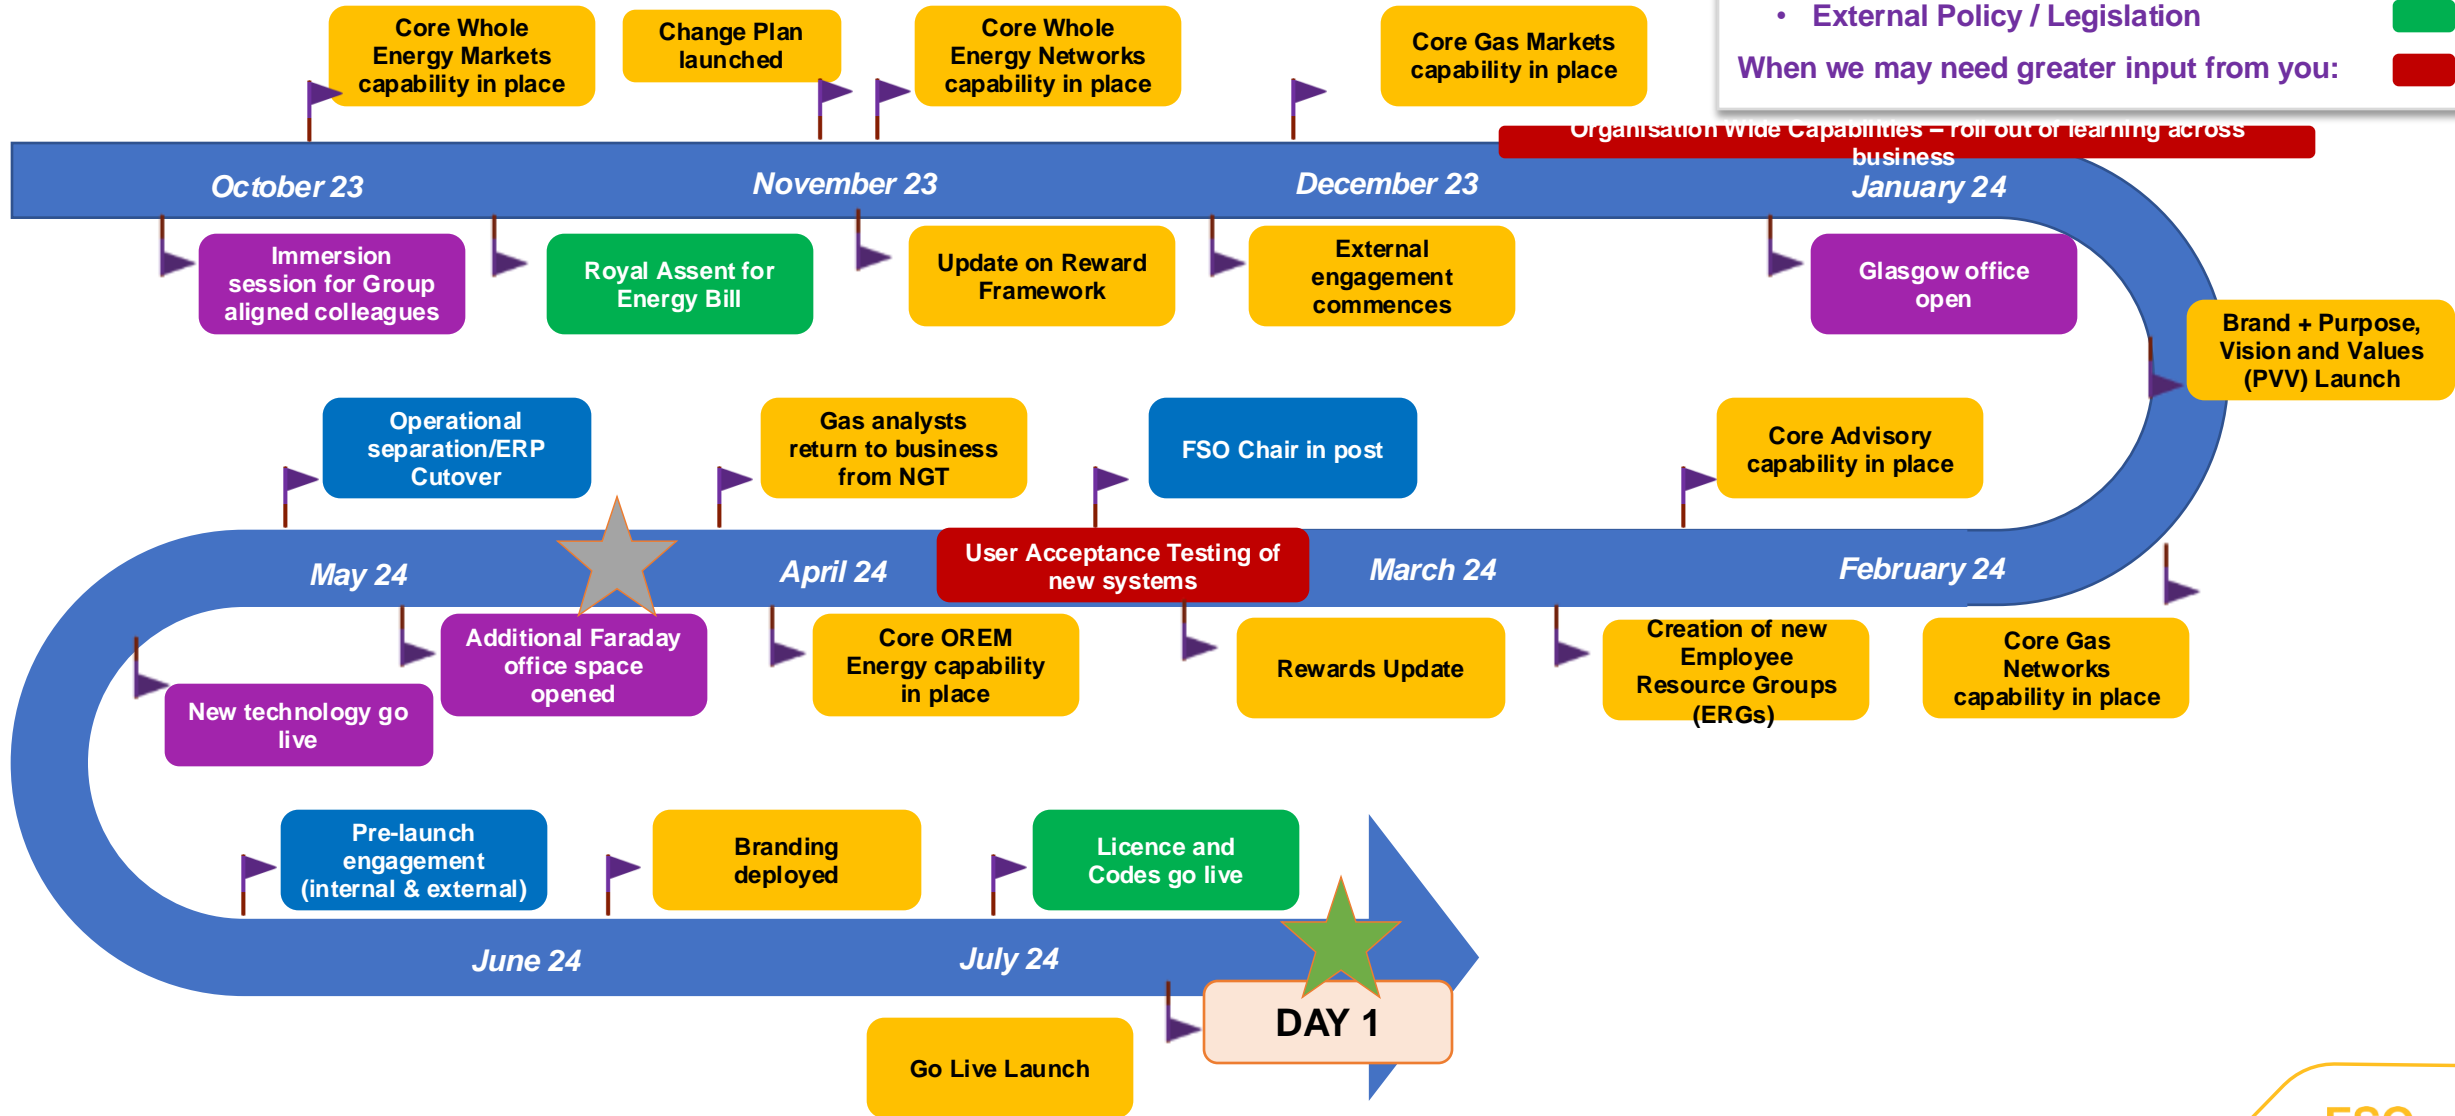 • External Policy / Legislation
When we may need greater input from you:
Core Whole
Energy Markets
capability in place
Change Plan
launched
Core Whole
Energy Networks
capability in place
Core Gas Markets
capability in place
Organisation Wide Capabilities – roll out of learning across
business
October 23
November 23
December 23
January 24
Immersion
session for Group
aligned colleagues
Royal Assent for
Energy Bill
Update on Reward
Framework
External
engagement
commences
Glasgow office
open
Brand + Purpose,
Vision and Values
(PVV) Launch
Operational
separation/ERP
Cutover
Gas analysts
return to business
from NGT
FSO Chair in post
Core Advisory
capability in place
May 24
April 24
User Acceptance Testing of
new systems
March 24
February 24
New technology go
live
Additional Faraday
office space
opened
Core OREM
Energy capability
in place
Rewards Update
Creation of new
Employee
Resource Groups
(ERGs)
Core Gas
Networks
capability in place
Pre-launch
engagement
(internal & external)
Branding
deployed
Licence and
Codes go live
June 24
July 24
Go Live Launch
DAY 1